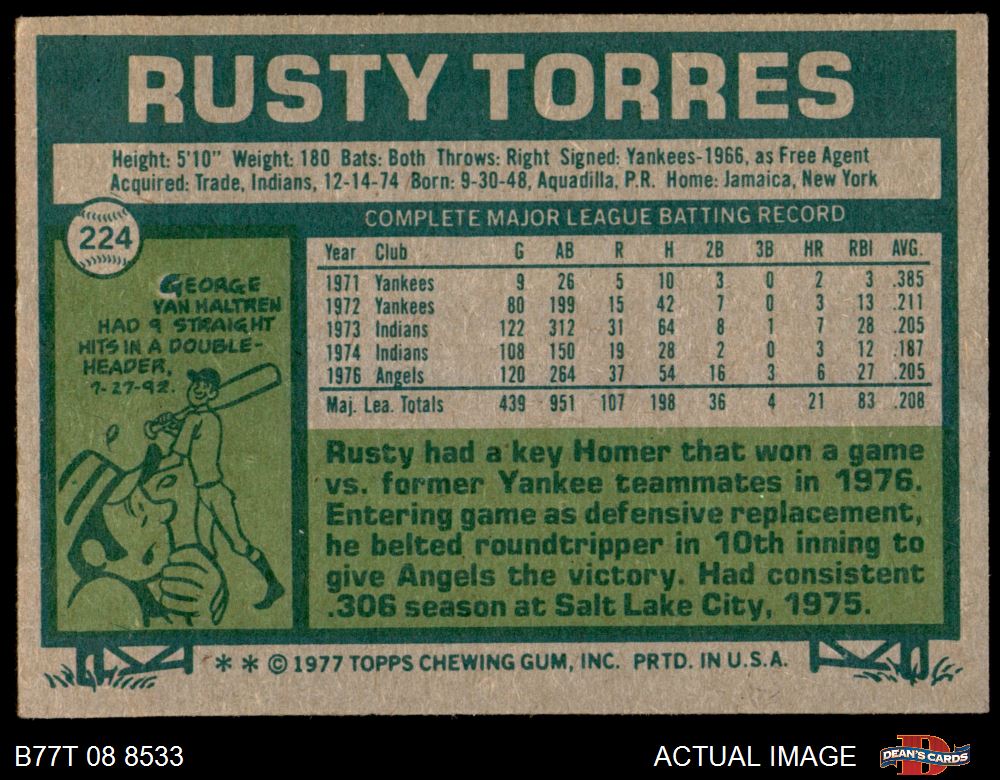 RUSTY TORRES
Height: 5'10" Weight: 180 Bats: Both Throws: Right Signed: Yankees-1966, as Free Agent
Acquired: Trade, Indians, 12-14-74 Born: 9-30-48, Aquadilla, P.R. Home: Jamaica, New York
224
GEORGE
VAN HALTREN
HAD 9 STRAIGHT
HITS IN A DOUBLE-
HEADER,
7-27-92.
COMPLETE MAJOR LEAGUE BATTING RECORD
Year Club G AB R H 2B 3B HR RBI AVG.
1971 Yankees 9 26 5 10 3 0 2 3 .385
1972 Yankees 80 199 15 42 7 0 3 13 .211
1973 Indians 122 312 31 64 8 1 7 28 .205
1974 Indians 108 150 19 28 2 0 3 12 .187
1976 Angels 120 264 37 54 16 3 6 27 .205
Maj. Lea. Totals 439 951 107 198 36 4 21 83 .208
Rusty had a key Homer that won a game
vs. former Yankee teammates in 1976.
Entering game as defensive replacement,
he belted roundtripper in 10th inning to
give Angels the victory. Had consistent
.306 season at Salt Lake City, 1975.
* * © 1977 TOPPS CHEWING GUM, INC. PRTD. IN U.S.A.
B77T 08 8533
ACTUAL IMAGE
DEAN'S CARDS